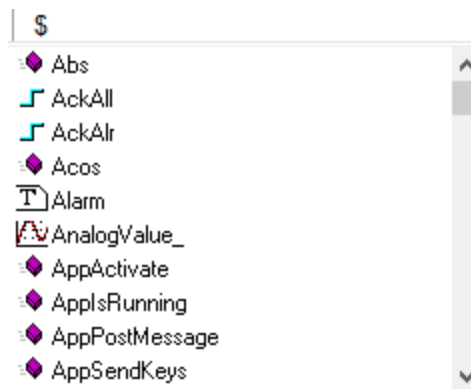 $
Abs
AckAll
AckAlr
Acos
Alarm
AnalogValue_
AppActivate
AppIsRunning
AppPostMessage
AppSendKeys